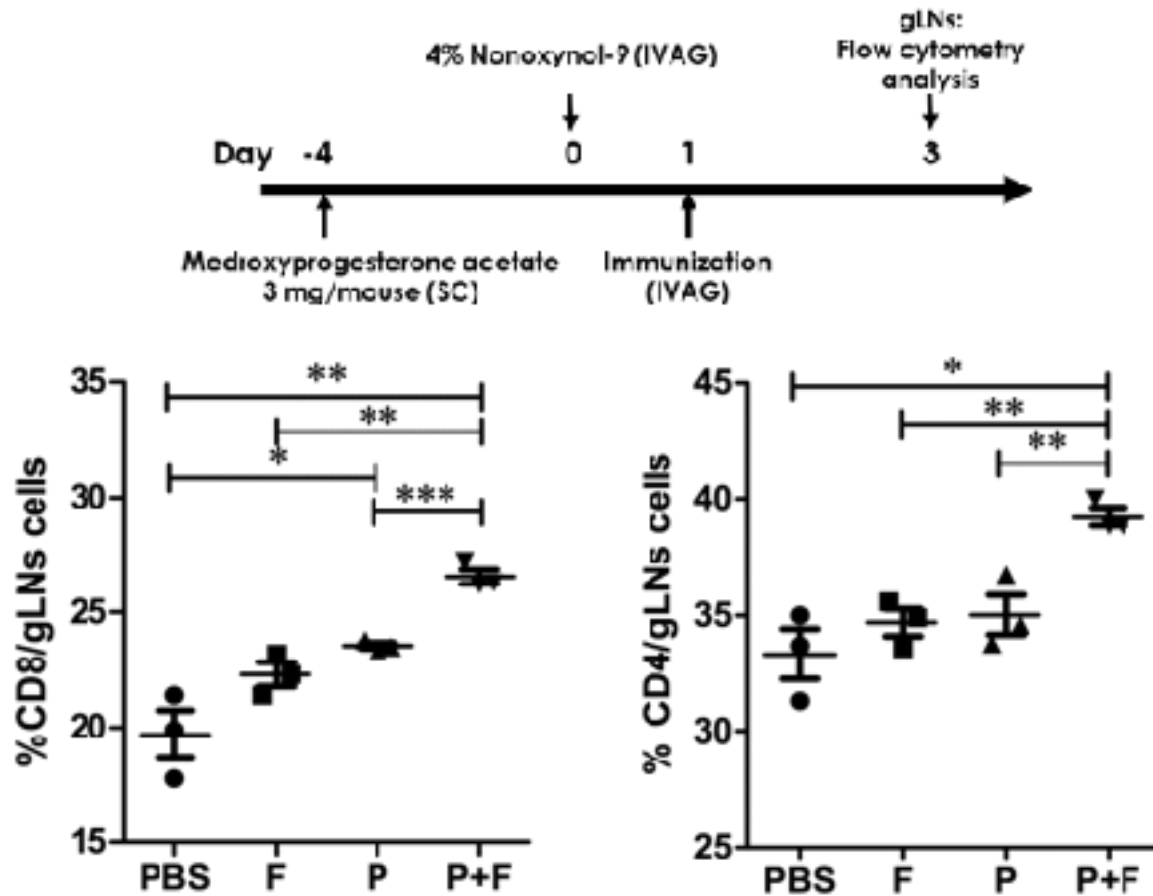 gLNs:
Flow cytometry
analysis
4% Nonoxynol-9 (IVAG)
Day -4 0 1 3
Medroxyprogesterone acetate
3 mg/mouse (SC)
Immunization
(IVAG)
**
**
*
***
%CD8/gLNs cells
35
30
25
20
15
PBS F P P+F
*
**
**
% CD4/gLNs cells
45
40
35
30
25
PBS F P P+F